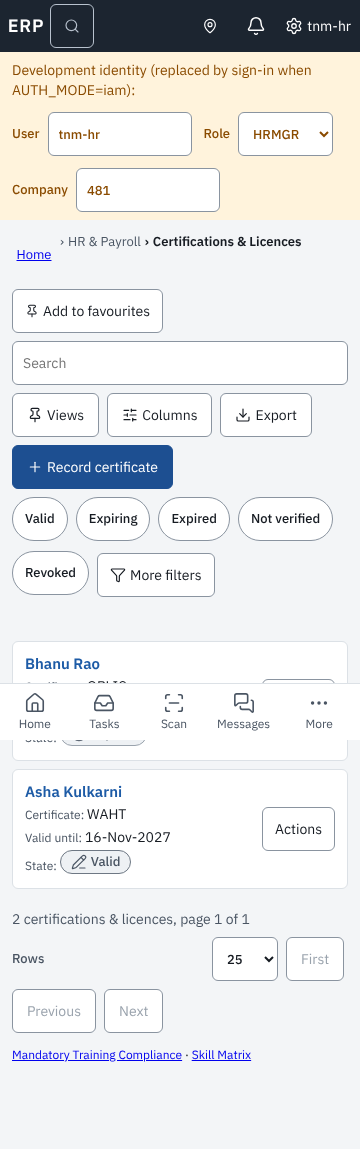 ERP
tnm-hr
Development identity (replaced by sign-in when
AUTH_MODE=iam):
User tnm-hr Role HRMGR
Company 481
Home › HR & Payroll › Certifications & Licences
Add to favourites
Search
Views Columns Export
Record certificate
Valid Expiring Expired Not verified
Revoked More filters
Bhanu Rao
Home Tasks Scan Messages More
Asha Kulkarni
Certificate: WAHT
Valid until: 16-Nov-2027
Actions
State: Valid
2 certifications & licences, page 1 of 1
Rows 25 First
Previous Next
Mandatory Training Compliance · Skill Matrix